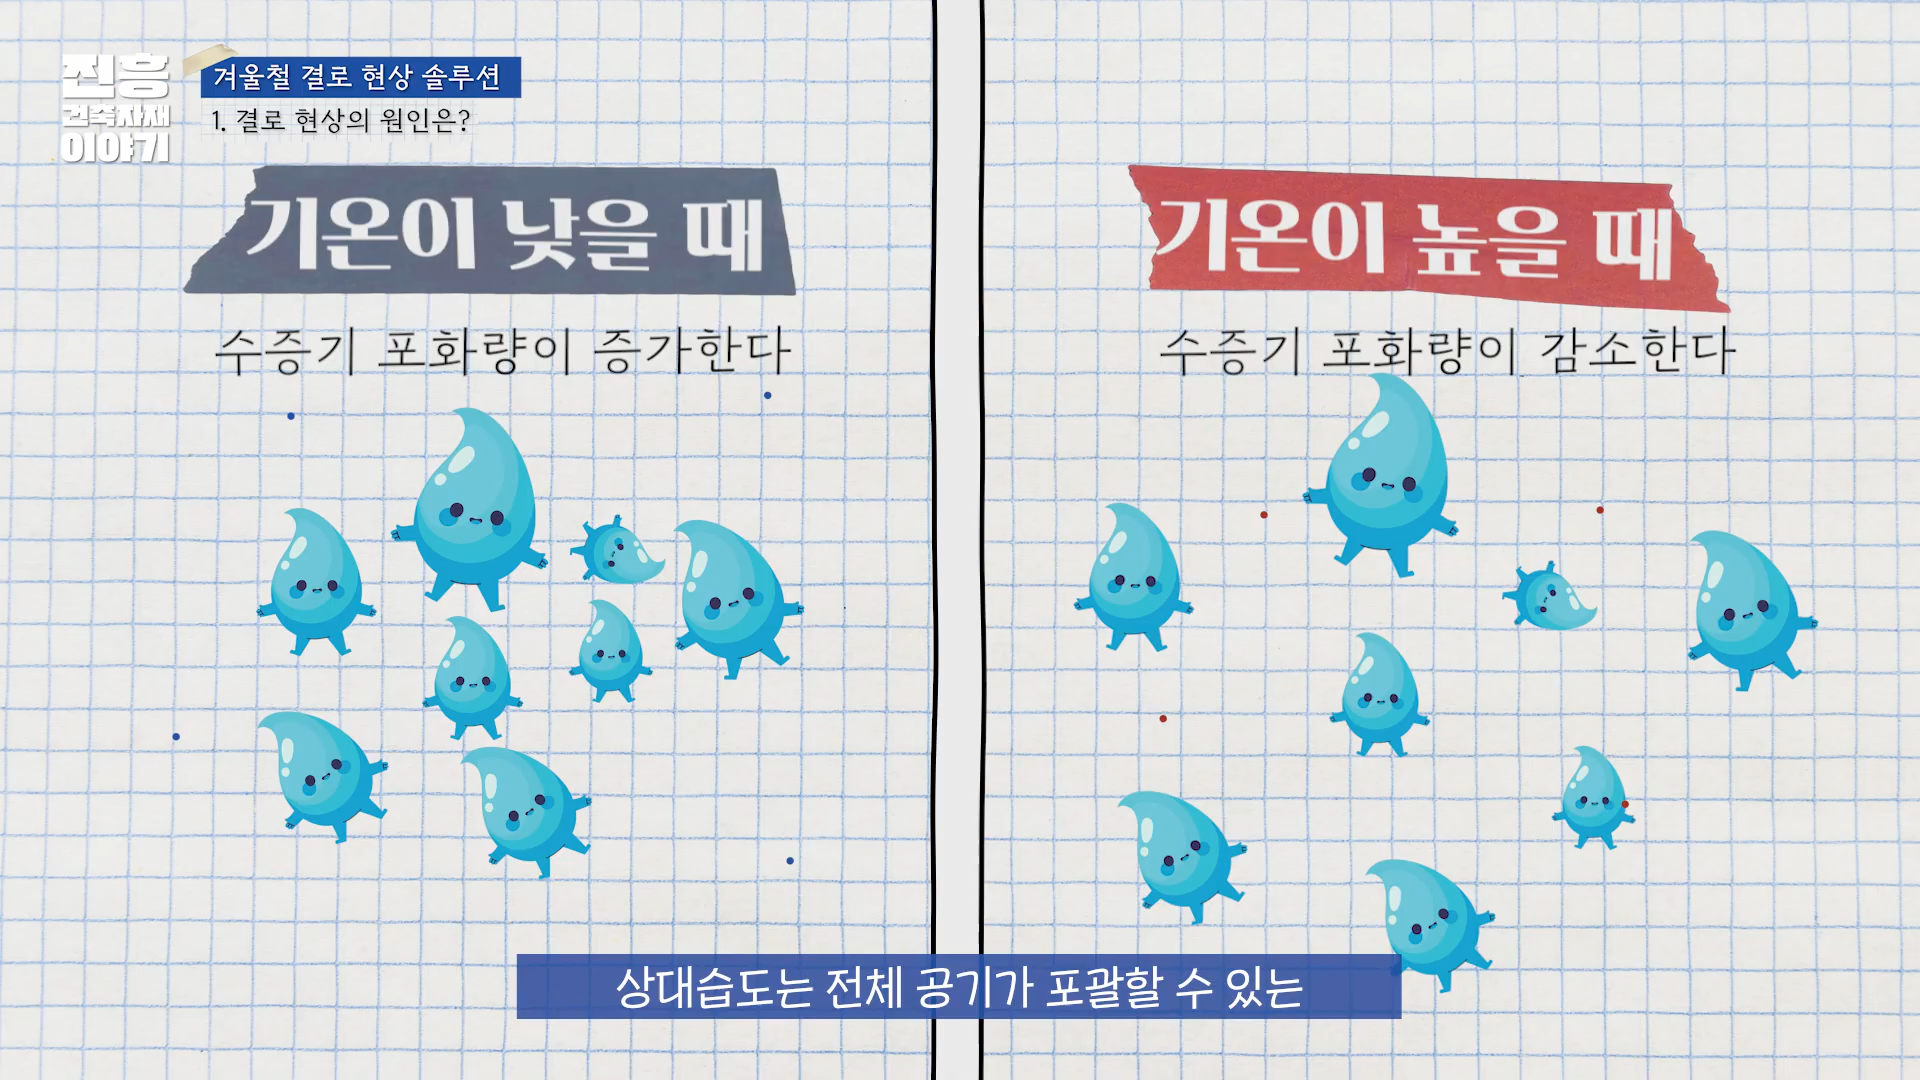 진흥
건축자재
이야기
겨울철 결로 현상 솔루션
1. 결로 현상의 원인은?
기온이 낮을 때
수증기 포화량이 증가한다
기온이 높을 때
수증기 포화량이 감소한다
상대습도는 전체 공기가 포괄할 수 있는